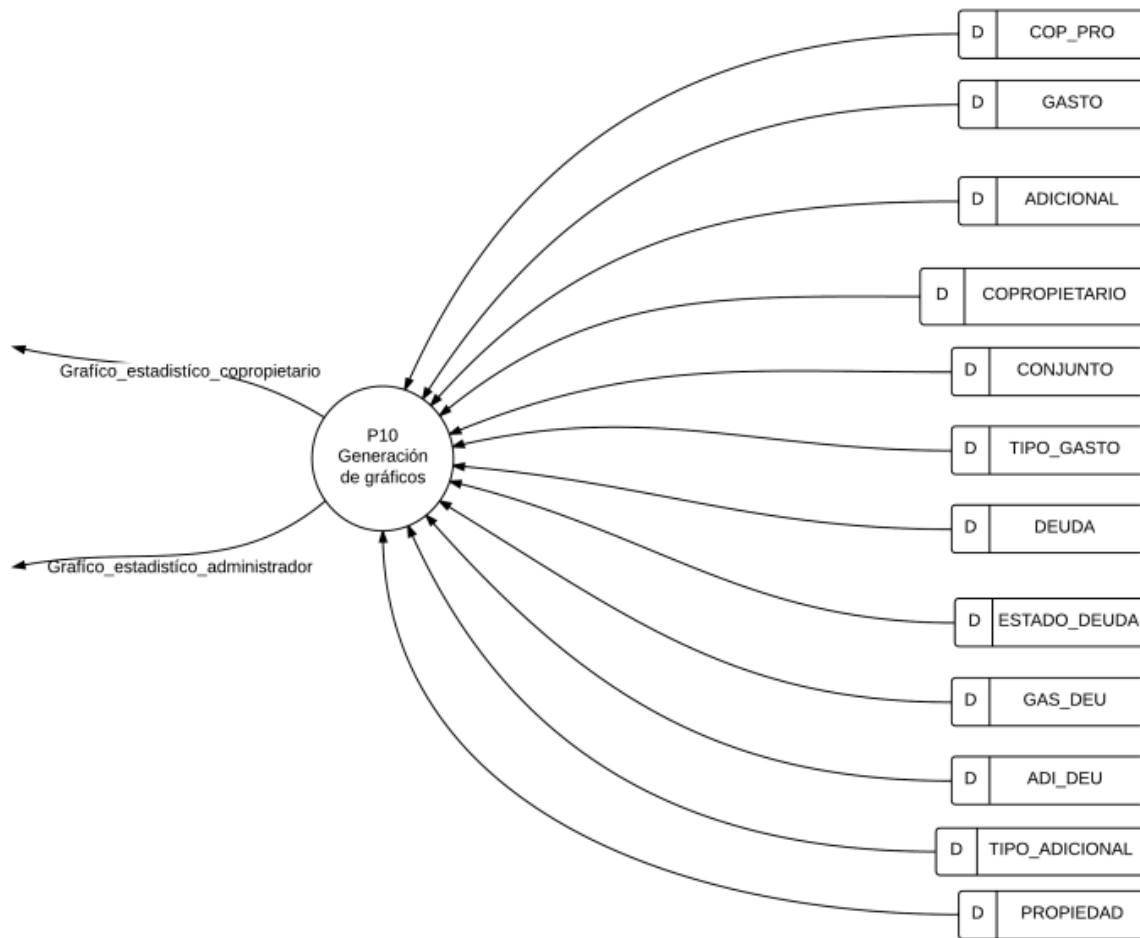 D COP_PRO
D GASTO
D ADICIONAL
D COPROPIETARIO
Grafíco_estadistíco_copropietario
D CONJUNTO
P10
Generación
de gráficos
D TIPO_GASTO
D DEUDA
Grafíco_estadistíco_administrador
D ESTADO_DEUDA
D GAS_DEU
D ADI_DEU
D TIPO_ADICIONAL
D PROPIEDAD